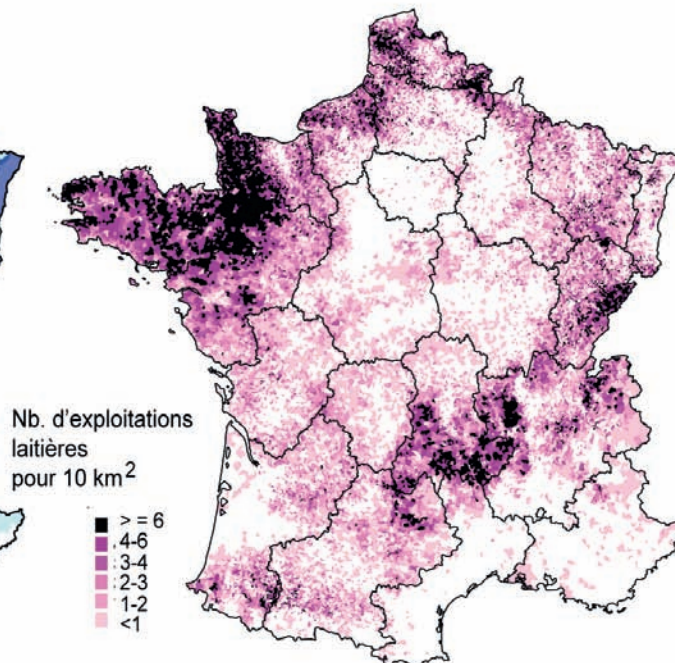 Nb. d'exploitations
laitières
pour 10 km²
> = 6
4-6
3-4
2-3
1-2
<1